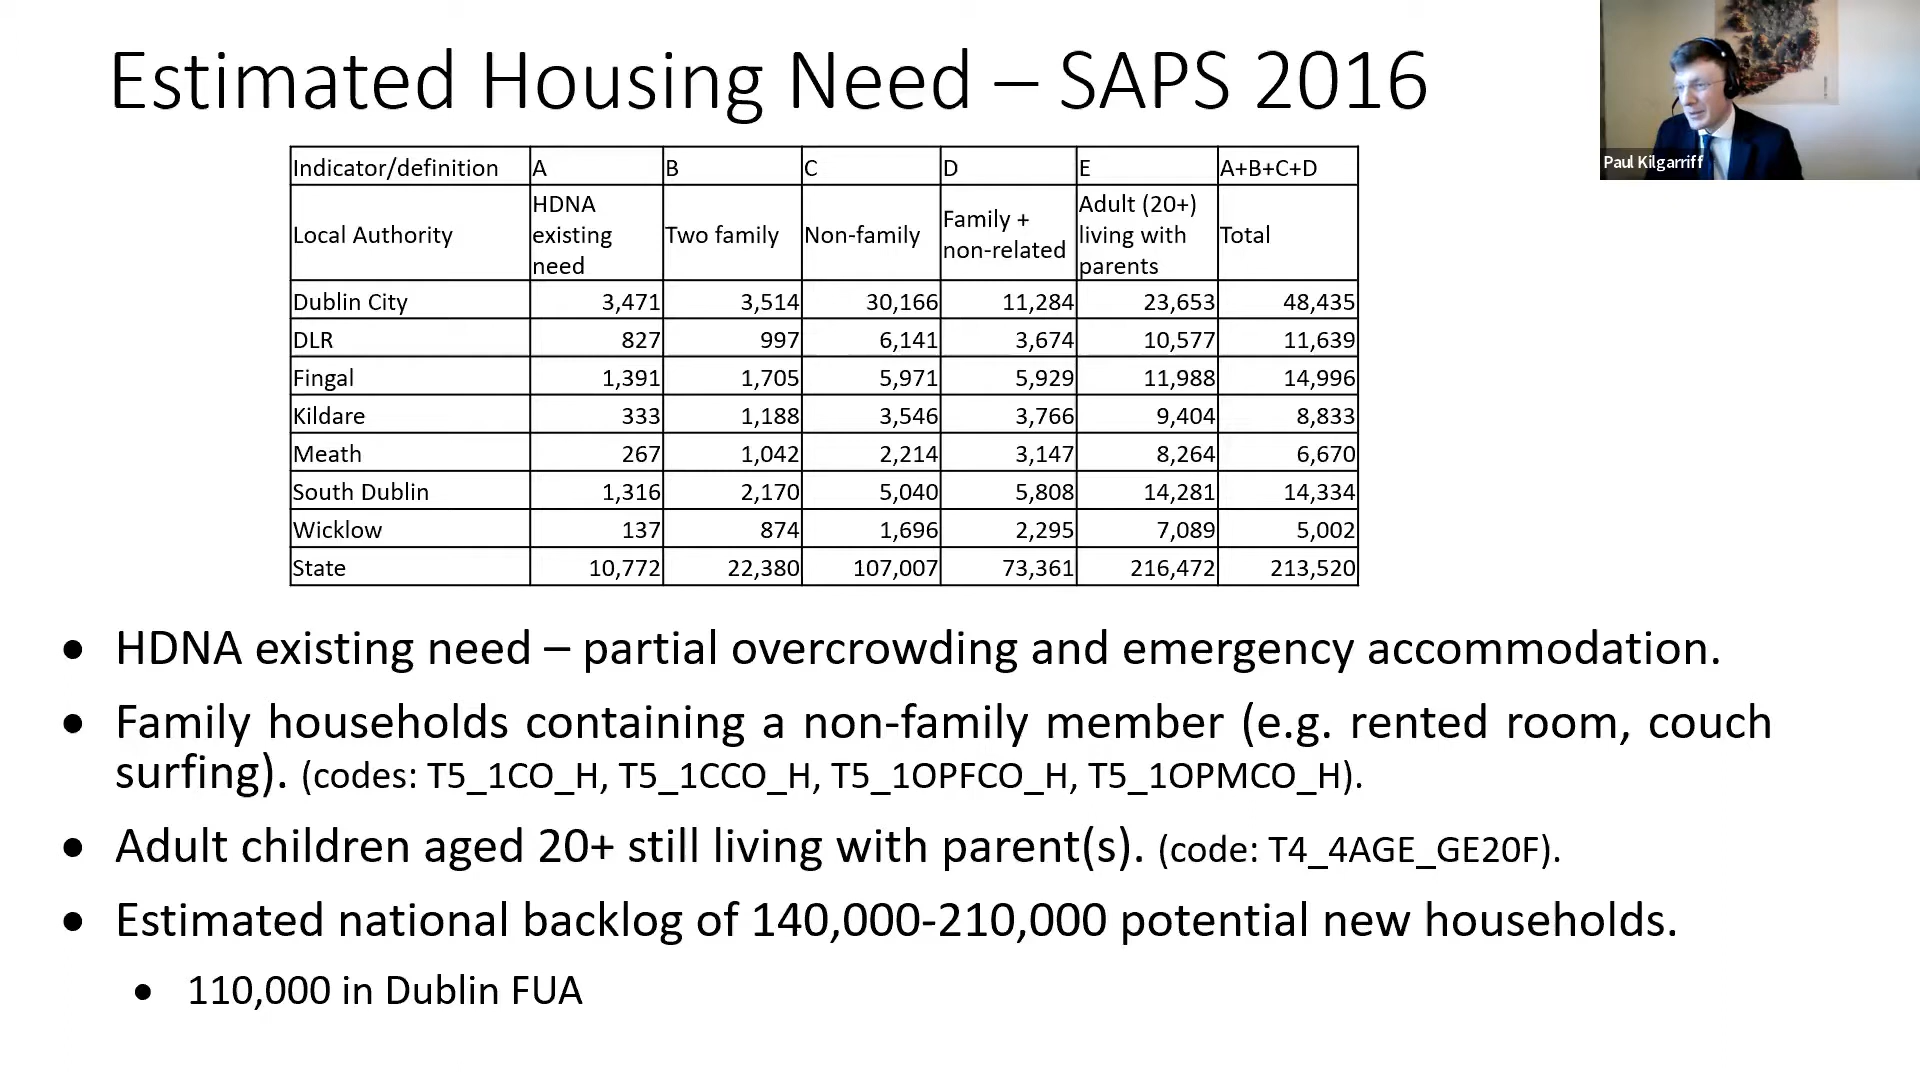 Estimated Housing Need – SAPS 2016
Paul Kilgarriff
Indicator/definition A B C D E A+B+C+D
Local Authority HDNA existing need Two family Non-family Family + non-related Adult (20+) living with parents Total
Dublin City 3,471 3,514 30,166 11,284 23,653 48,435
DLR 827 997 6,141 3,674 10,577 11,639
Fingal 1,391 1,705 5,971 5,929 11,988 14,996
Kildare 333 1,188 3,546 3,766 9,404 8,833
Meath 267 1,042 2,214 3,147 8,264 6,670
South Dublin 1,316 2,170 5,040 5,808 14,281 14,334
Wicklow 137 874 1,696 2,295 7,089 5,002
State 10,772 22,380 107,007 73,361 216,472 213,520
• HDNA existing need – partial overcrowding and emergency accommodation.
• Family households containing a non-family member (e.g. rented room, couch
surfing). (codes: T5_1CO_H, T5_1CCO_H, T5_1OPFCO_H, T5_1OPMCO_H).
• Adult children aged 20+ still living with parent(s). (code: T4_4AGE_GE20F).
• Estimated national backlog of 140,000-210,000 potential new households.
• 110,000 in Dublin FUA